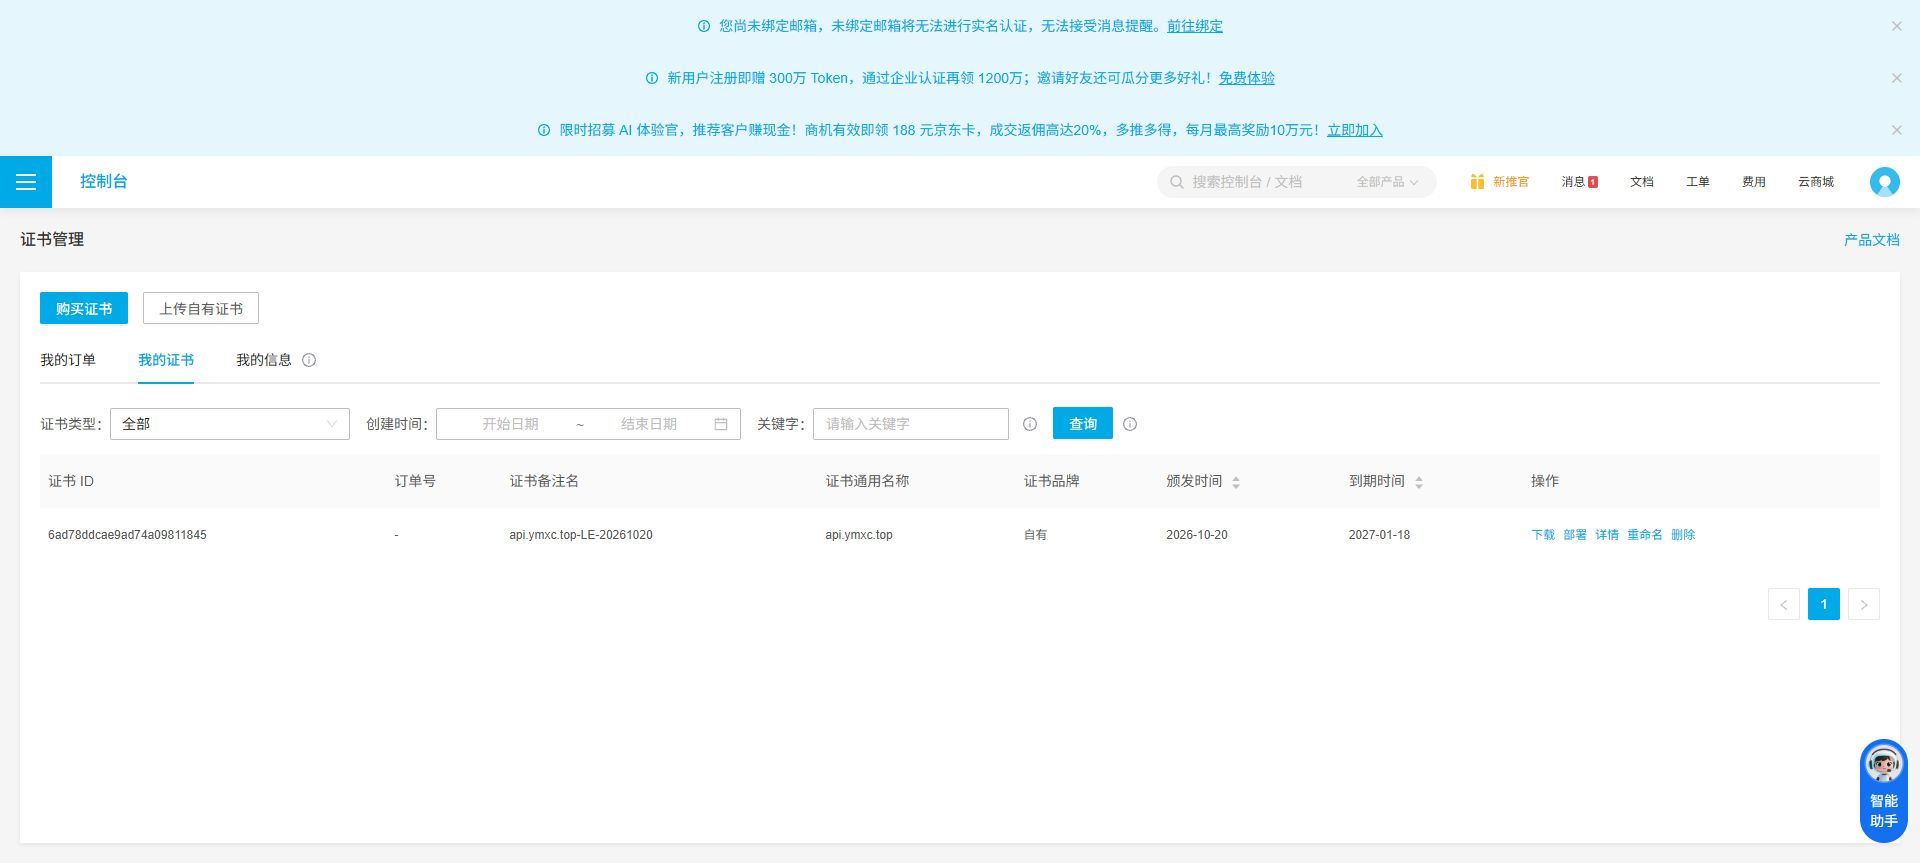 您尚未绑定邮箱，未绑定邮箱将无法进行实名认证，无法接受消息提醒。前往绑定
新用户注册即赠 300万 Token，通过企业认证再领 1200万；邀请好友还可瓜分更多好礼！免费体验
限时招募 AI 体验官，推荐客户赚现金！商机有效即领 188 元京东卡，成交返佣高达20%，多推多得，每月最高奖励10万元！立即加入
控制台 搜索控制台 / 文档 全部产品 新推官 消息 1 文档 工单 费用 云商城
证书管理 产品文档
购买证书 上传自有证书
我的订单 我的证书 我的信息
证书类型： 全部 创建时间： 开始日期 ~ 结束日期 关键字： 请输入关键字 查询
证书 ID 订单号 证书备注名 证书通用名称 证书品牌 颁发时间 到期时间 操作
6ad78ddcae9ad74a09811845 - api.ymxc.top-LE-20261020 api.ymxc.top 自有 2026-10-20 2027-01-18 下载 部署 详情 重命名 删除
< 1 >
智能
助手